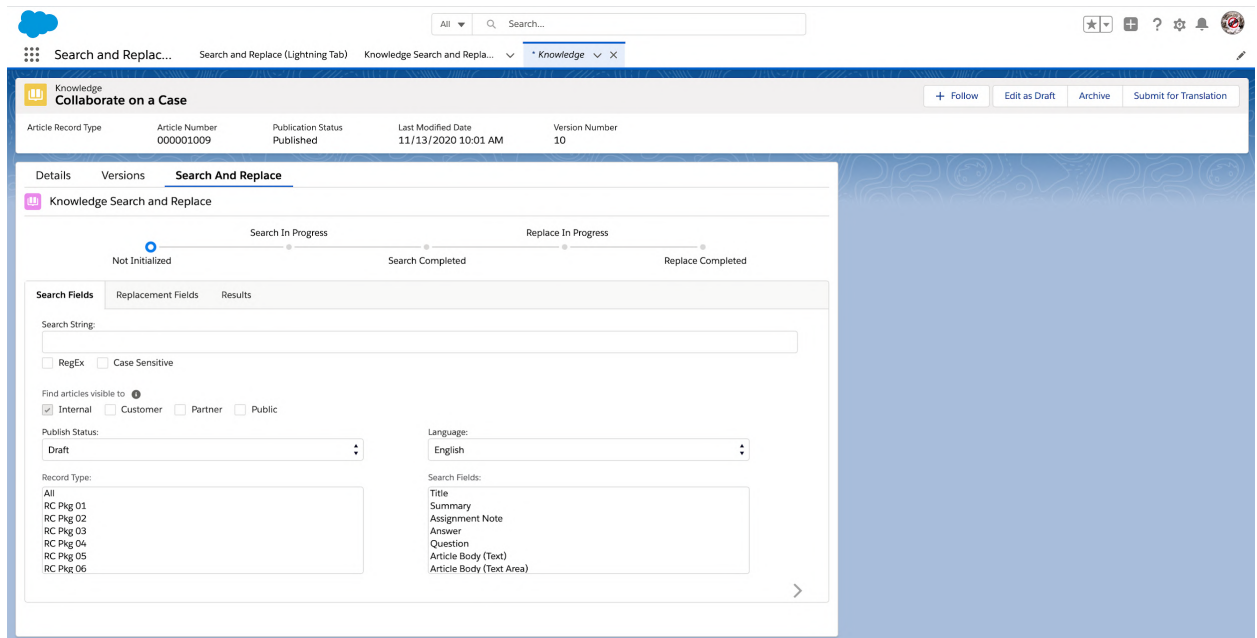 All Search...
Search and Replac... Search and Replace (Lightning Tab) Knowledge Search and Repla... * Knowledge
Knowledge
Collaborate on a Case
+ Follow Edit as Draft Archive Submit for Translation
Article Record Type Article Number Publication Status Last Modified Date Version Number
000001009 Published 11/13/2020 10:01 AM 10
Details Versions Search And Replace
Knowledge Search and Replace
Search In Progress Replace In Progress
Not Initialized Search Completed Replace Completed
Search Fields Replacement Fields Results
Search String:
RegEx Case Sensitive
Find articles visible to
Internal Customer Partner Public
Publish Status: Language:
Draft English
Record Type: Search Fields:
All Title
RC Pkg 01 Summary
RC Pkg 02 Assignment Note
RC Pkg 03 Answer
RC Pkg 04 Question
RC Pkg 05 Article Body (Text)
RC Pkg 06 Article Body (Text Area)